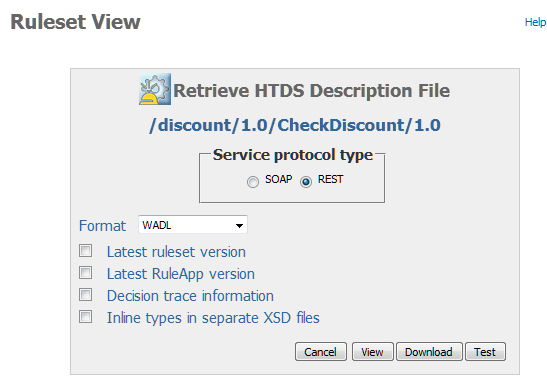 Ruleset View
Help
Retrieve HTDS Description File
/discount/1.0/CheckDiscount/1.0
Service protocol type
SOAP REST
Format WADL
Latest ruleset version
Latest RuleApp version
Decision trace information
Inline types in separate XSD files
Cancel View Download Test